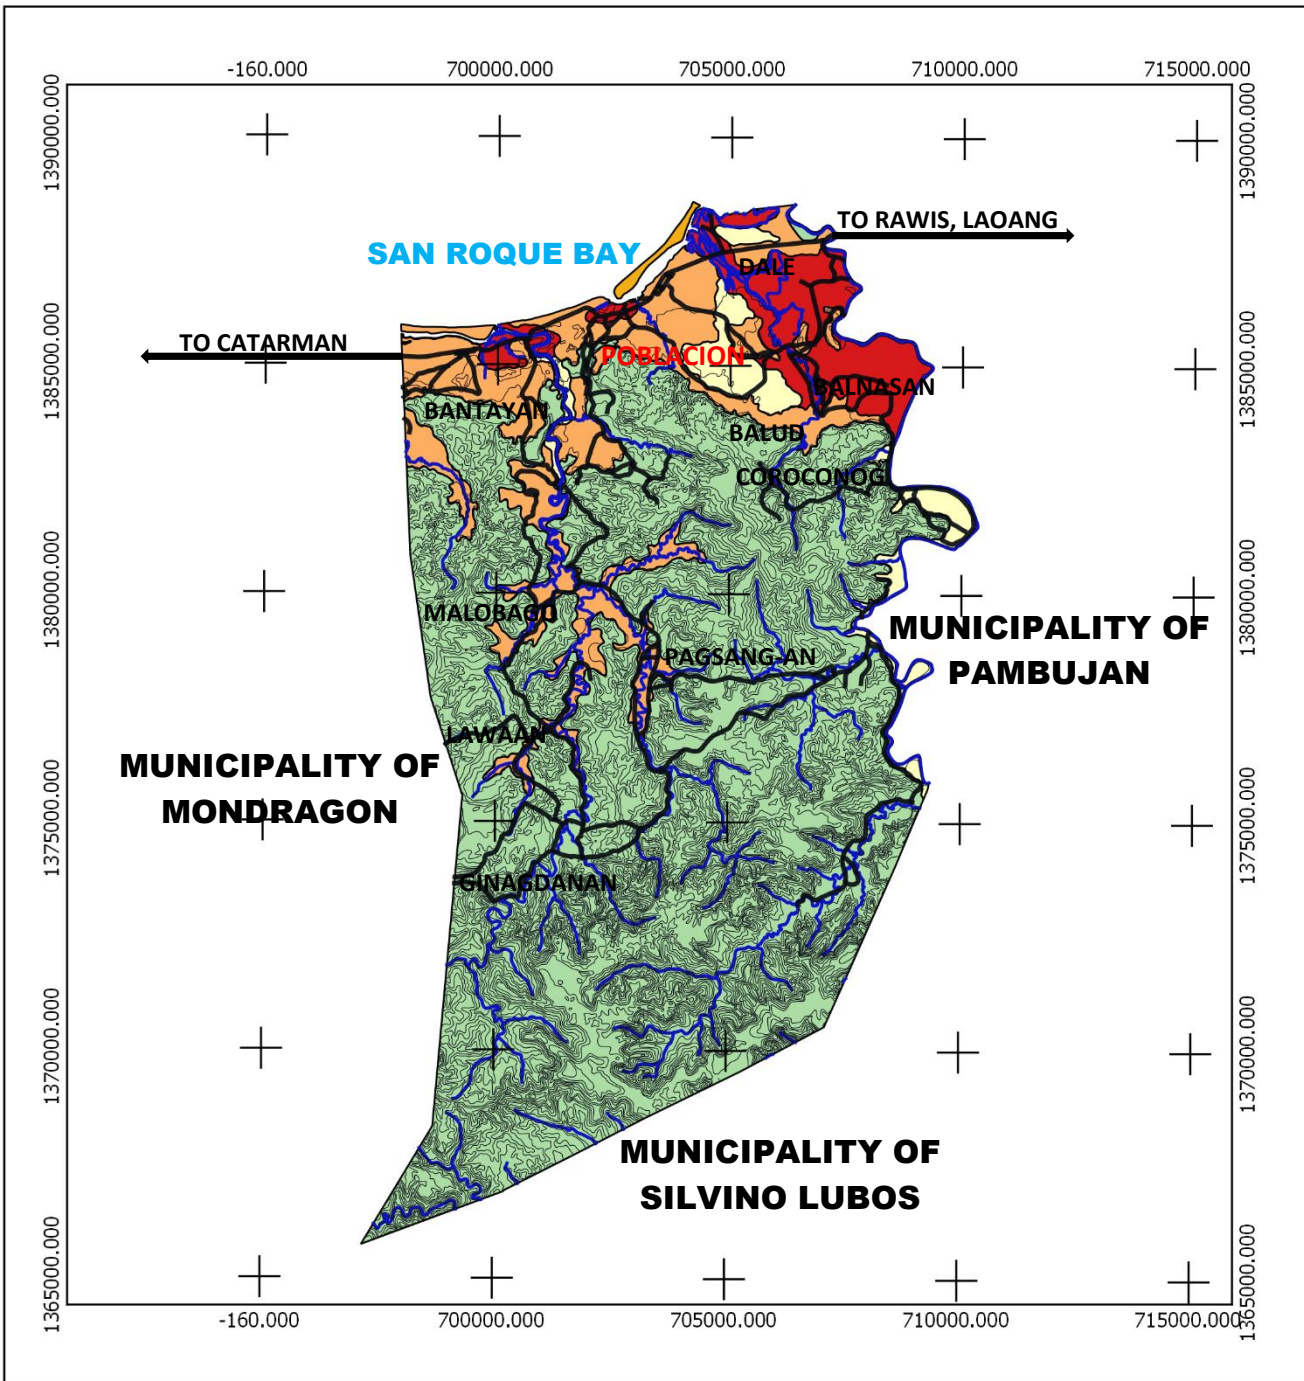 -160.000
700000.000
705000.000
710000.000
715000.000
1390000.000
1390000.000
TO RAWIS, LAOANG
SAN ROQUE BAY
DALE
1385000.000
TO CATARMAN
POBLACION
1385000.000
BALNASAN
BANTAYAN
BALUD
COROCONOG
1380000.000
1380000.000
MALOBAGO
MUNICIPALITY OF
PAMBUJAN
PAGSANG-AN
LAWAAN
MUNICIPALITY OF
MONDRAGON
1375000.000
1375000.000
GINAGDANAN
1370000.000
1370000.000
MUNICIPALITY OF
SILVINO LUBOS
1365000.000
1365000.000
-160.000
700000.000
705000.000
710000.000
715000.000